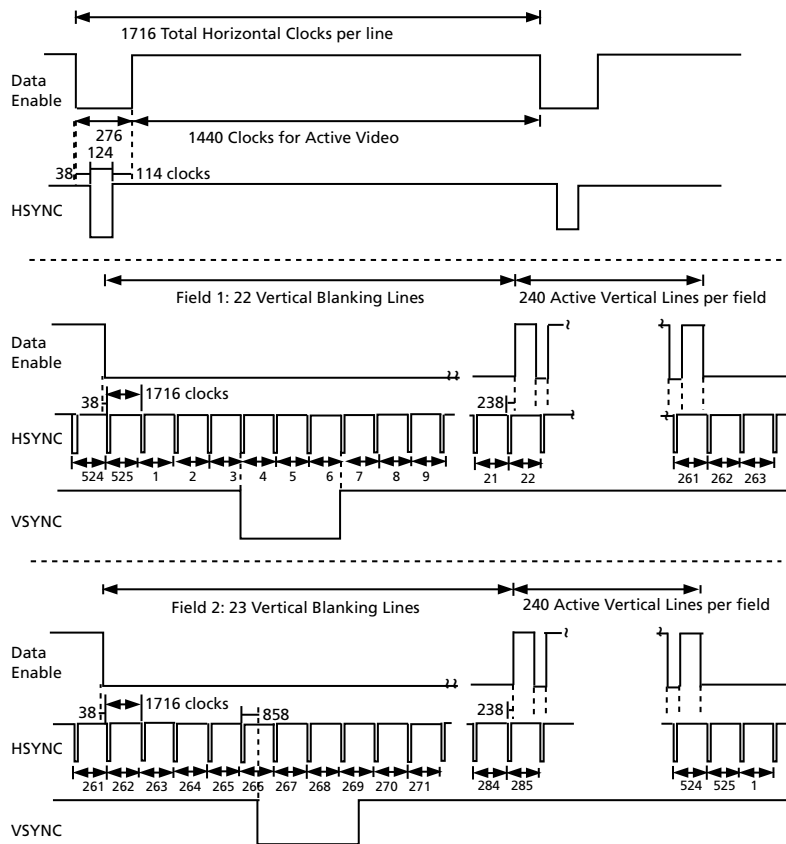 1716 Total Horizontal Clocks per line
Data
Enable
276
1440 Clocks for Active Video
124
38
114 clocks
HSYNC
Field 1: 22 Vertical Blanking Lines
240 Active Vertical Lines per field
Data
Enable
1716 clocks
38
238
HSYNC
524 525 1 2 3 4 5 6 7 8 9 21 22 261 262 263
VSYNC
Field 2: 23 Vertical Blanking Lines
240 Active Vertical Lines per field
Data
Enable
1716 clocks
38
858
238
HSYNC
261 262 263 264 265 266 267 268 269 270 271 284 285 524 525 1
VSYNC